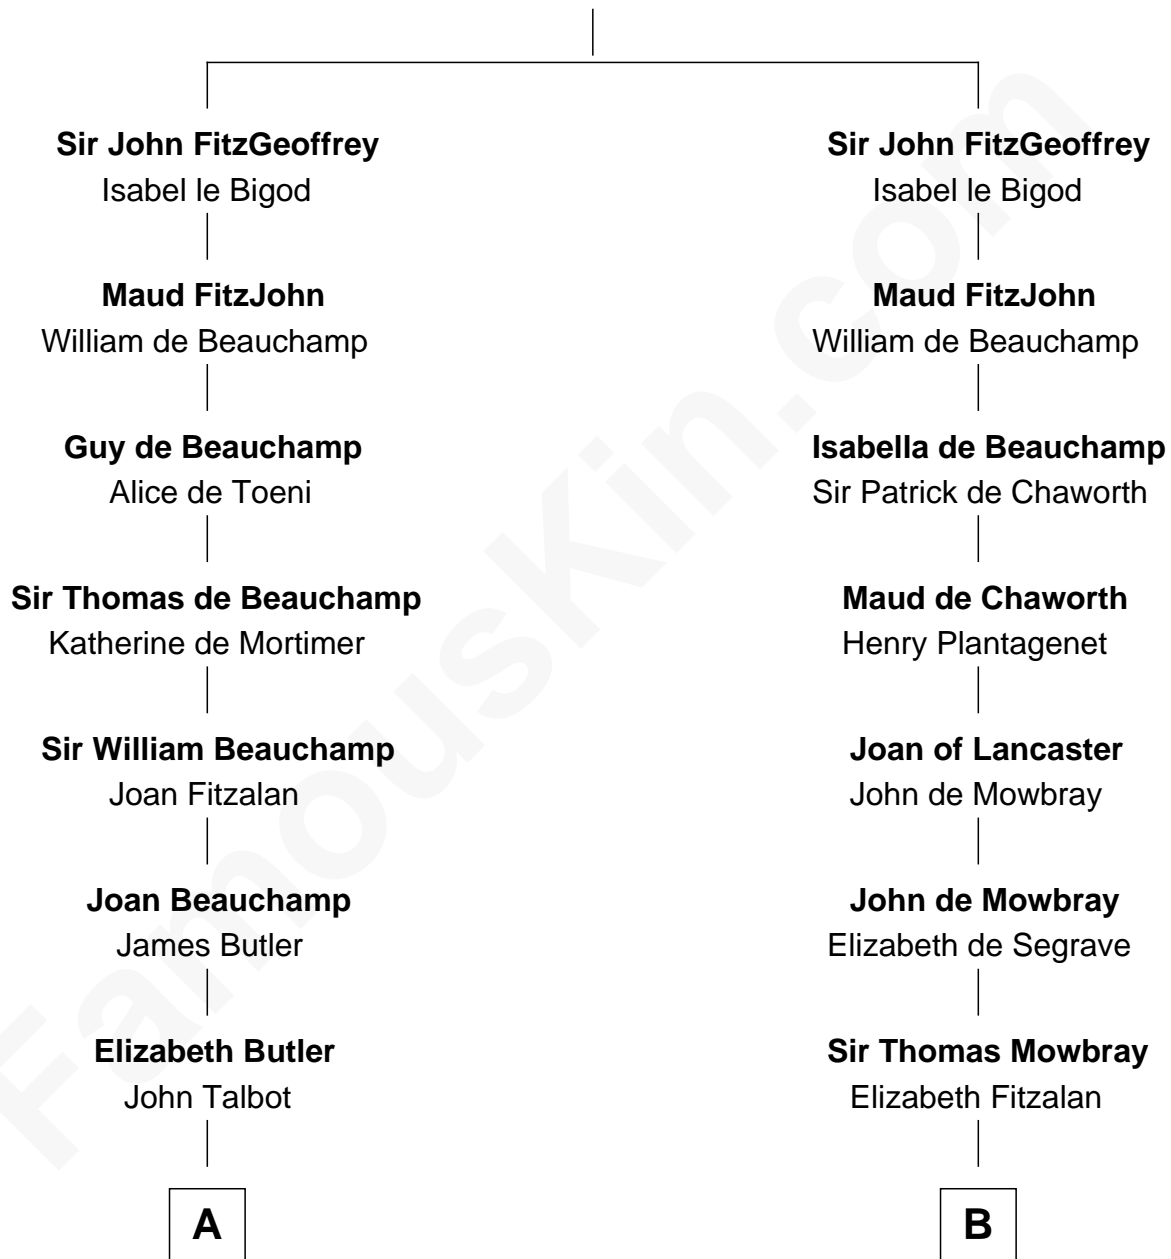 Sir John FitzGeoffrey
Isabel le Bigod
Maud FitzJohn
William de Beauchamp
Guy de Beauchamp
Alice de Toeni
Sir Thomas de Beauchamp
Katherine de Mortimer
Sir William Beauchamp
Joan Fitzalan
Joan Beauchamp
James Butler
Elizabeth Butler
John Talbot
A
Sir John FitzGeoffrey
Isabel le Bigod
Maud FitzJohn
William de Beauchamp
Isabella de Beauchamp
Sir Patrick de Chaworth
Maud de Chaworth
Henry Plantagenet
Joan of Lancaster
John de Mowbray
John de Mowbray
Elizabeth de Segrave
Sir Thomas Mowbray
Elizabeth Fitzalan
B
FamousKin.com